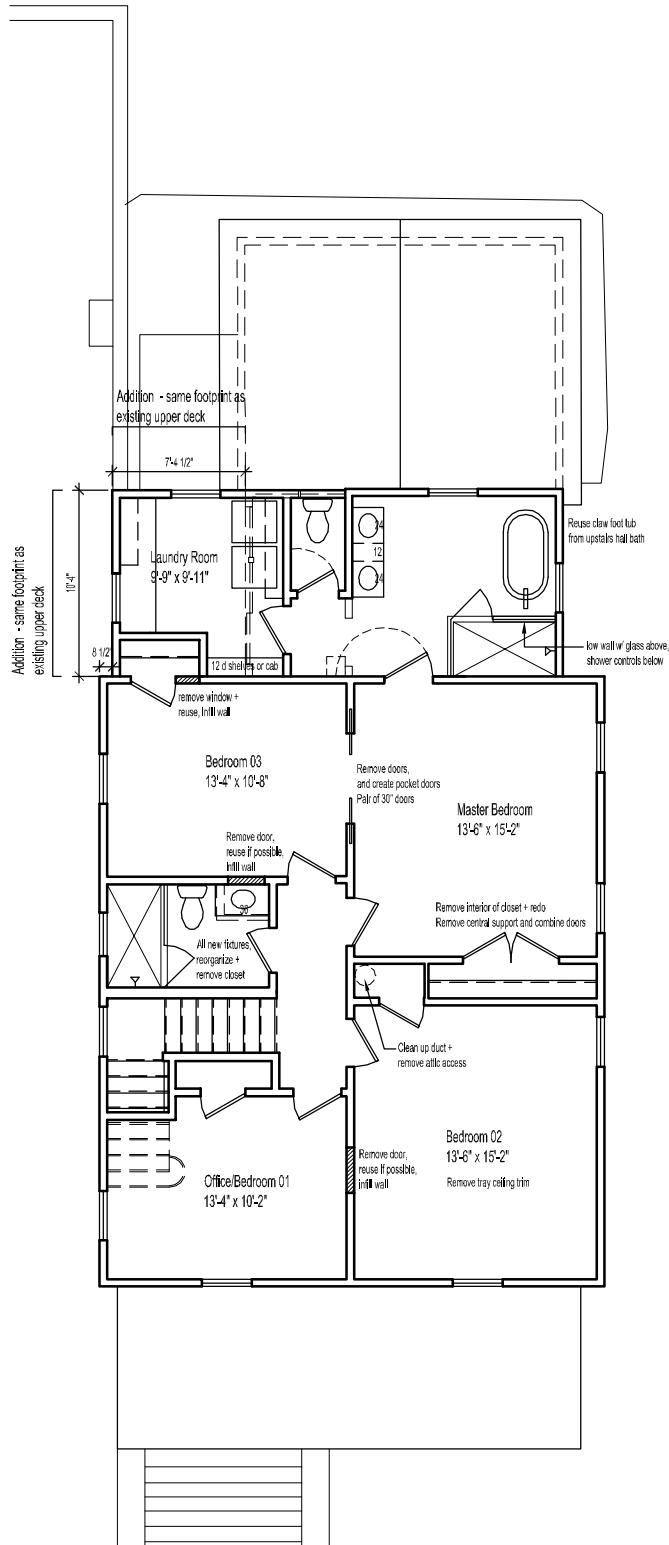 Addition - same footprint as
existing upper deck
7'-4 1/2"
Addition - same footprint as
existing upper deck
10'-4"
8 1/2"
Laundry Room
9'-9" x 9'-11"
12 d shelves or cab
24
12
24
Reuse claw foot tub
from upstairs hall bath
low wall w/ glass above,
shower controls below
remove window +
reuse, Infill wall
Bedroom 03
13'-4" x 10'-8"
Remove doors,
and create pocket doors
Pair of 30" doors
Master Bedroom
13'-6" x 15'-2"
Remove door,
reuse if possible,
Infill wall
36
All new fixtures,
reorganize +
remove closet
Remove interior of closet + redo
Remove central support and combine doors
Clean up duct +
remove attic access
Office/Bedroom 01
13'-4" x 10'-2"
Remove door,
reuse if possible,
infill wall
Bedroom 02
13'-6" x 15'-2"
Remove tray ceiling trim